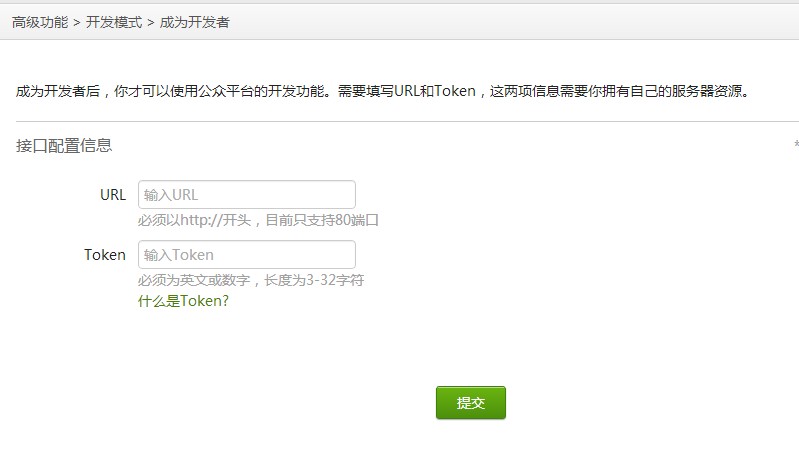 高级功能 > 开发模式 > 成为开发者
成为开发者后，你才可以使用公众平台的开发功能。需要填写URL和Token，这两项信息需要你拥有自己的服务器资源。
接口配置信息 *
URL 输入URL
必须以http://开头，目前只支持80端口
Token 输入Token
必须为英文或数字，长度为3-32字符
什么是Token?
提交